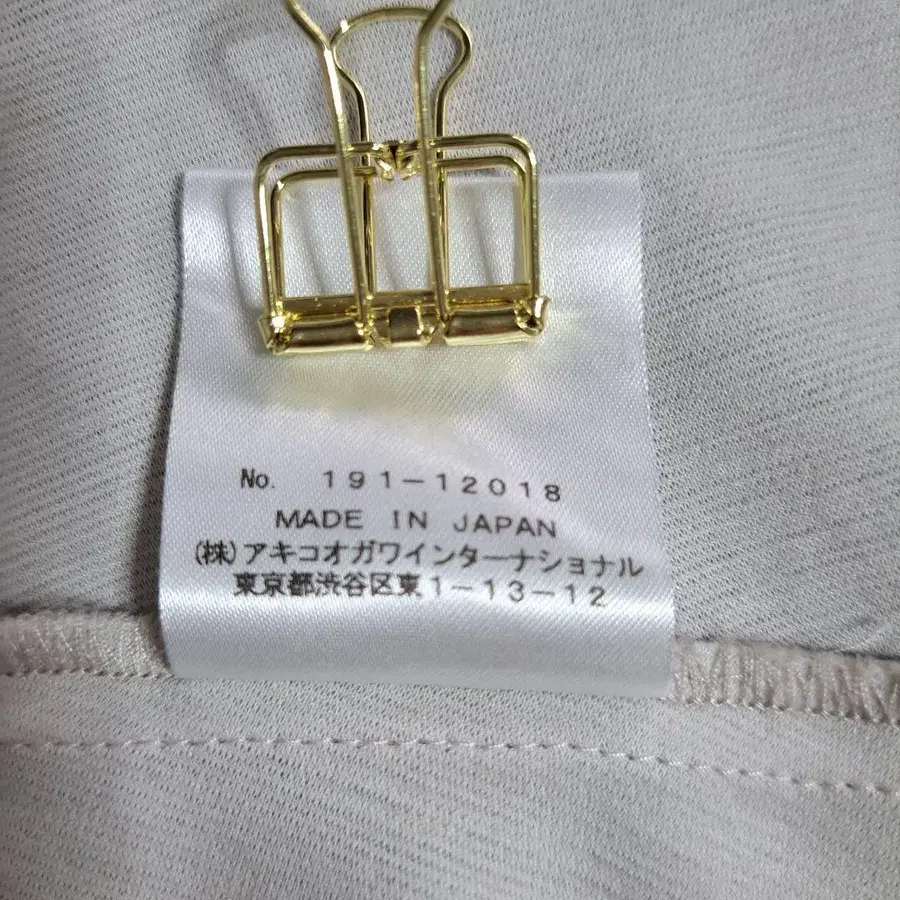 No. 191-12018
MADE IN JAPAN
(株)アキコオガワインターナショナル
東京都渋谷区東1-13-12